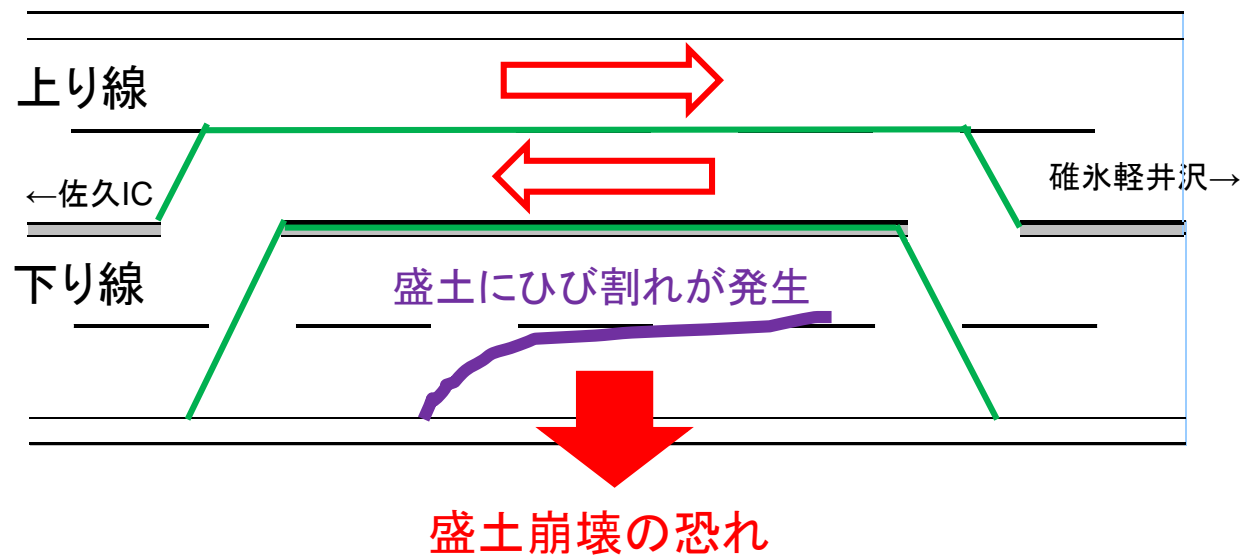 上り線
←佐久IC
碓氷軽井沢→
下り線
盛土にひび割れが発生
盛土崩壊の恐れ